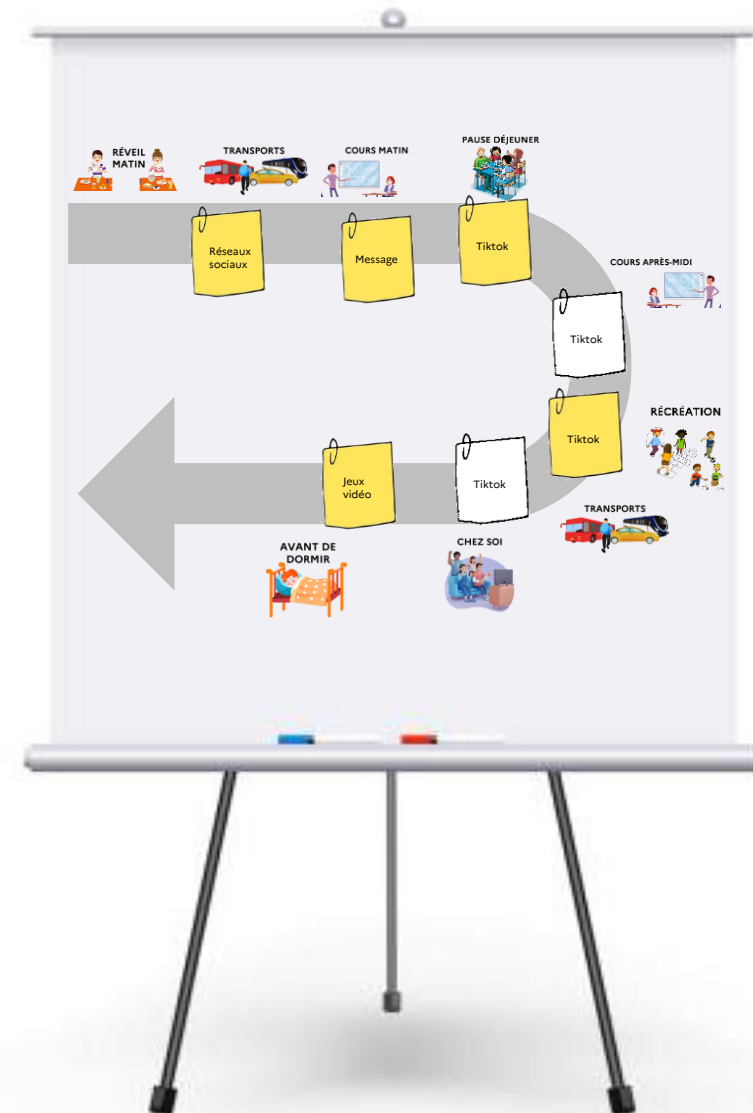 RÉVEIL
MATIN
TRANSPORTS
COURS MATIN
PAUSE DÉJEUNER
Réseaux
sociaux
Message
Tiktok
COURS APRÈS-MIDI
Tiktok
RÉCRÉATION
Tiktok
TRANSPORTS
Tiktok
CHEZ SOI
Jeux
vidéo
AVANT DE
DORMIR